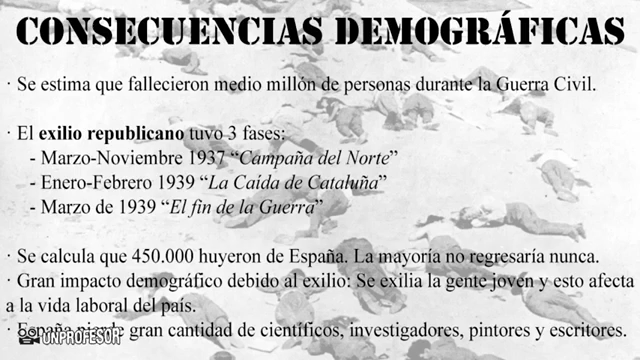 CONSECUENCIAS DEMOGRÁFICAS
· Se estima que fallecieron medio millón de personas durante la Guerra Civil.
· El exilio republicano tuvo 3 fases:
- Marzo-Noviembre 1937 “Campaña del Norte”
- Enero-Febrero 1939 “La Caída de Cataluña”
- Marzo de 1939 “El fin de la Guerra”
· Se calcula que 450.000 huyeron de España. La mayoría no regresaría nunca.
· Gran impacto demográfico debido al exilio: Se exilia la gente joven y esto afecta
a la vida laboral del país.
· España pierde gran cantidad de científicos, investigadores, pintores y escritores.
UNPROFESOR